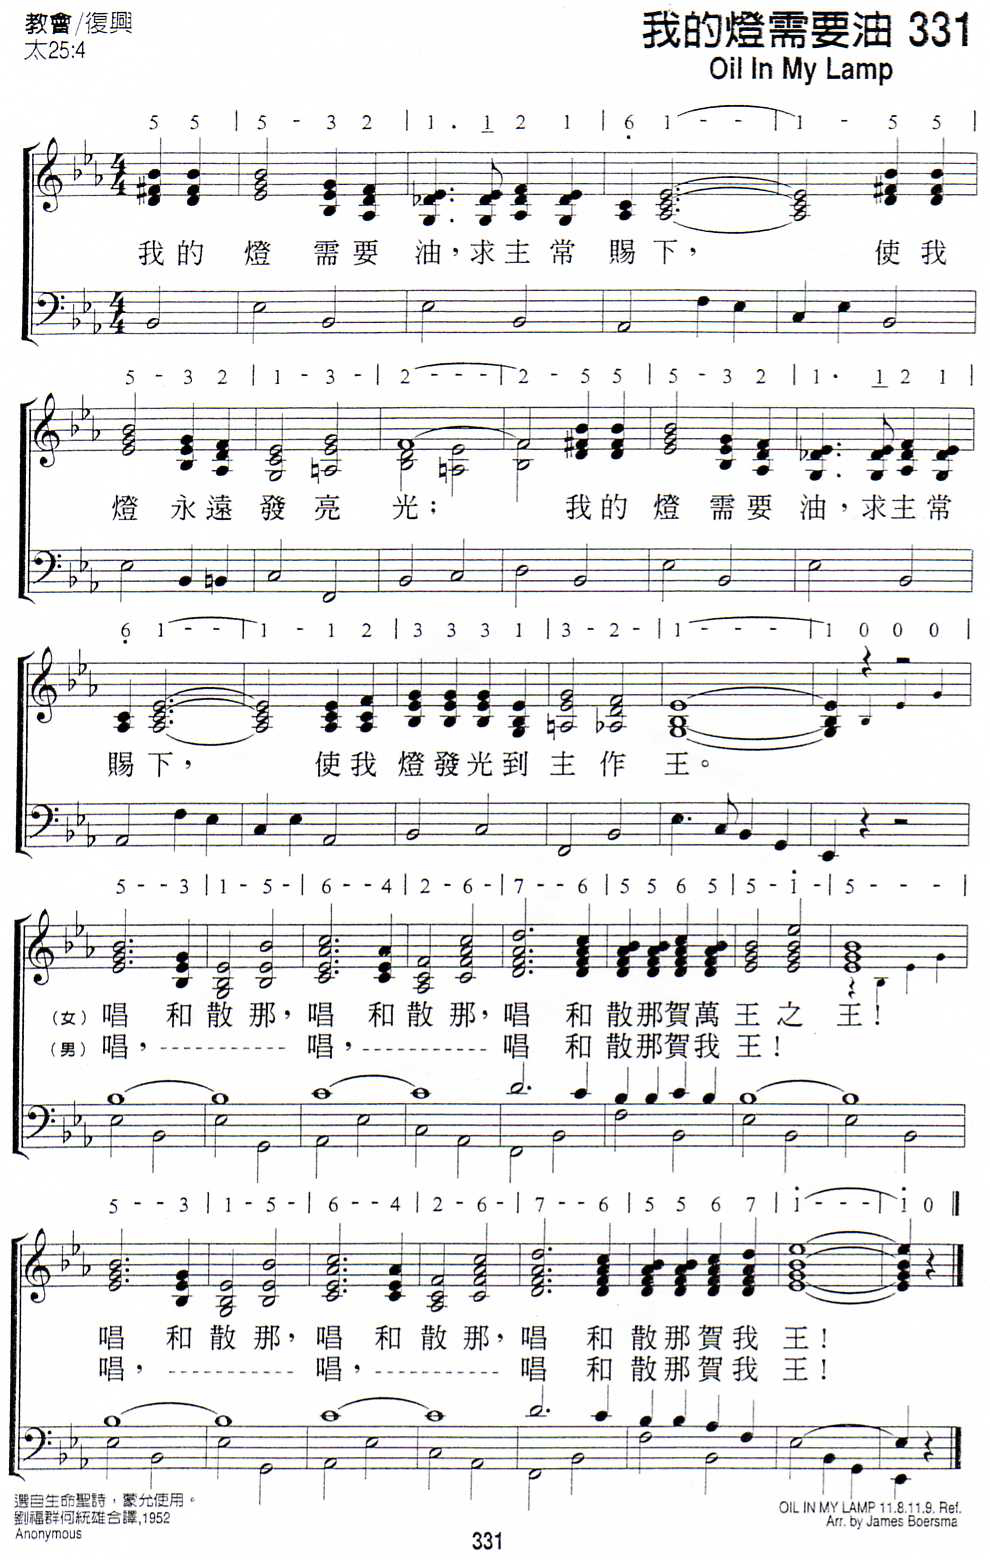 教會/復興
太25:4
我的燈需要油 331
Oil In My Lamp
5 5 | 5 - 3 2 | 1 . 1 2 1 | 6 1 - - | 1 - 5 5 |
我的 燈 需要 油，求主常 賜下， 使我
5 - 3 2 | 1 - 3 - | 2 - - - | 2 - 5 5 | 5 - 3 2 | 1 . 1 2 1 |
燈 永遠 發 亮 光； 我的 燈 需要 油，求主常
6 1 - - | 1 - 1 2 | 3 3 3 1 | 3 - 2 - | 1 - - - | 1 0 0 0 |
賜下， 使我 燈發光到 主 作 王。
5 - - 3 | 1 - 5 - | 6 - - 4 | 2 - 6 - | 7 - - 6 | 5 5 6 5 | 5 - i - | 5 - - - |
（女）唱 和散那，唱 和散那，唱 和散那賀萬 王 之 王！
（男）唱，----------- 唱，----------- 唱 和散那賀我 王！
5 - - 3 | 1 - 5 - | 6 - - 4 | 2 - 6 - | 7 - - 6 | 5 5 6 7 | i - - - | i 0 ||
唱 和散那，唱 和散那，唱 和散那賀我 王！
唱，----------- 唱，----------- 唱 和散那賀我 王！
選自生命聖詩，蒙允使用。
劉福群何統雄合譯,1952
Anonymous
OIL IN MY LAMP 11.8.11.9. Ref.
Arr. by James Boersma
331